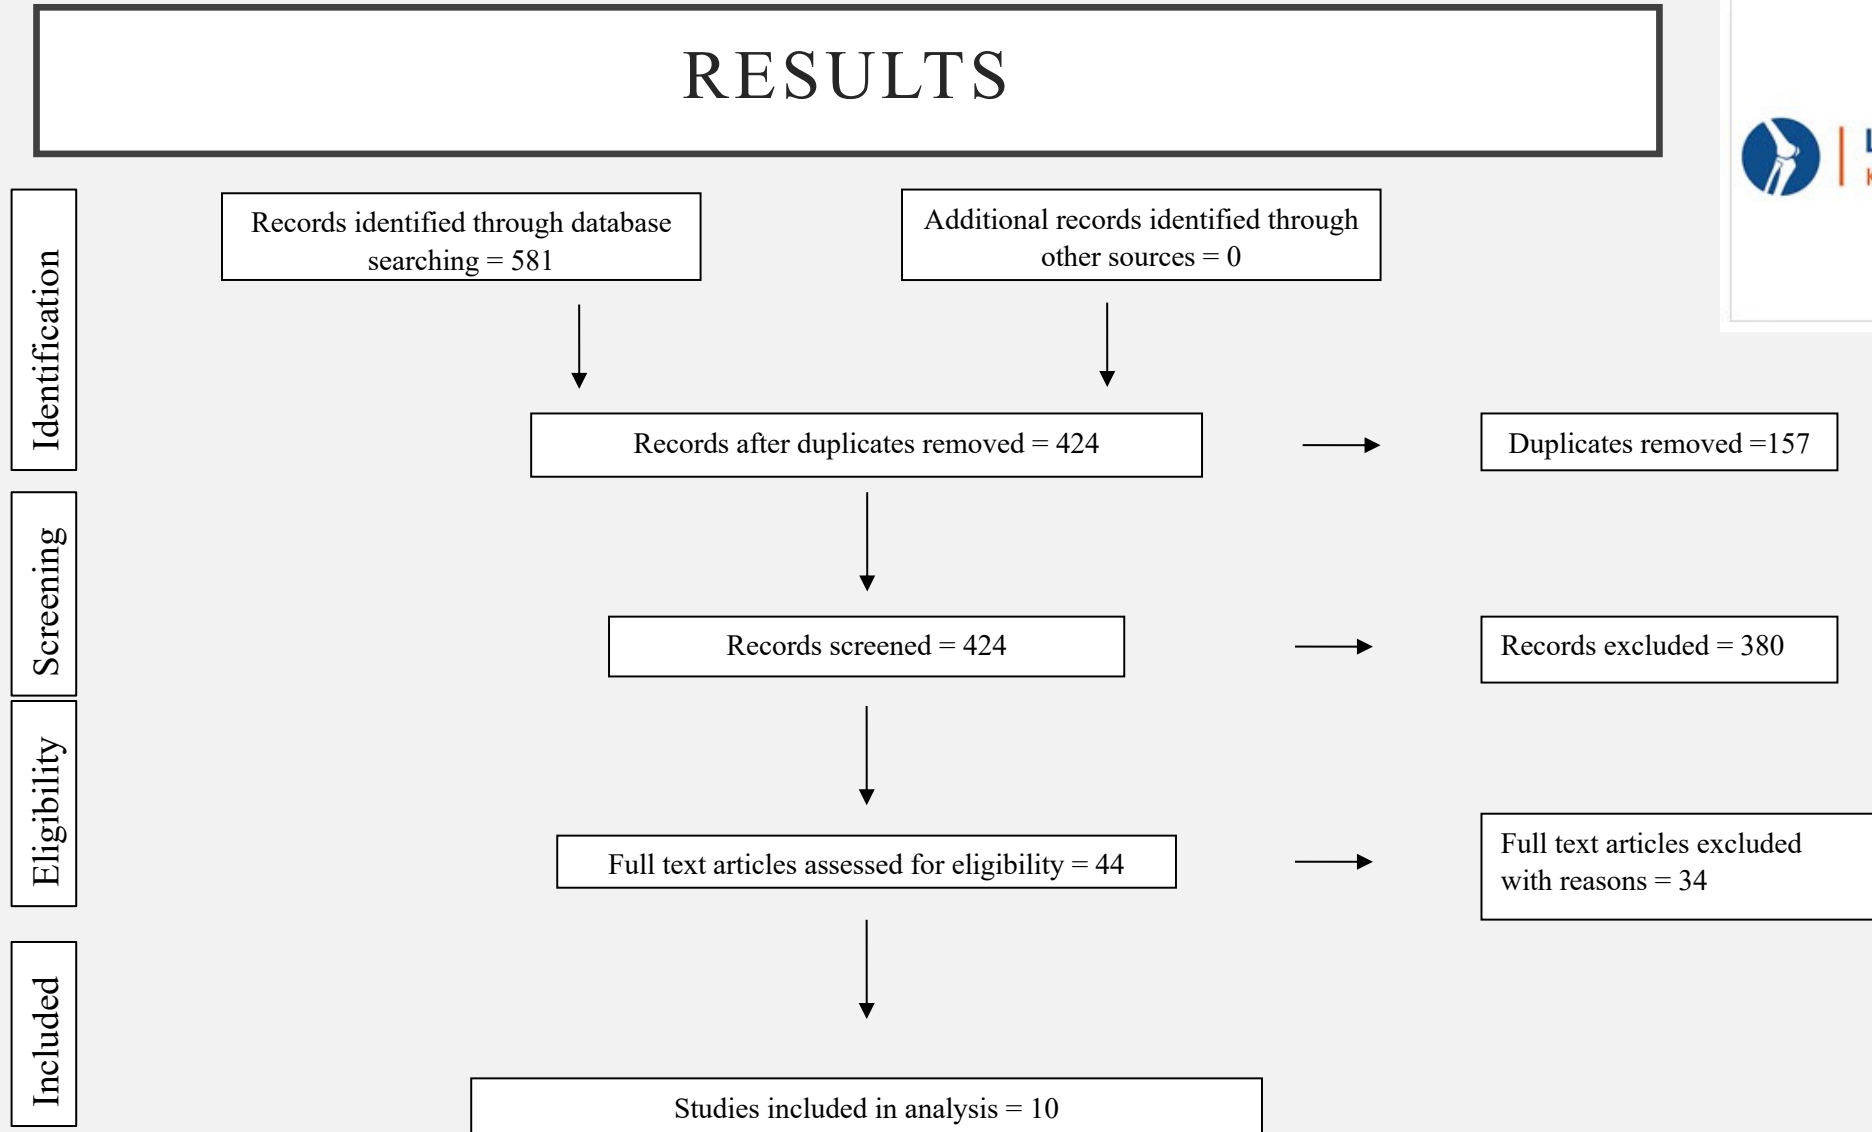 RESULTS
Identification
Records identified through database
searching = 581
Additional records identified through
other sources = 0
Records after duplicates removed = 424
Duplicates removed =157
Screening
Records screened = 424
Records excluded = 380
Eligibility
Full text articles assessed for eligibility = 44
Full text articles excluded
with reasons = 34
Included
Studies included in analysis = 10